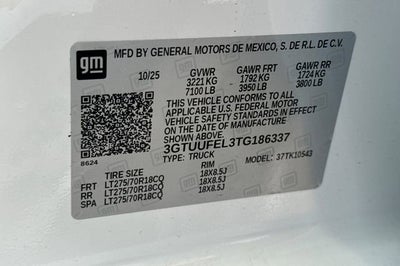 gm
MFD BY GENERAL MOTORS DE MEXICO, S. DE R.L. DE C.V.
10/25 GVWR GAWR FRT GAWR RR
3221 KG 1792 KG 1724 KG
7100 LB 3950 LB 3800 LB
THIS VEHICLE CONFORMS TO ALL
APPLICABLE U.S. FEDERAL MOTOR
VEHICLE SAFETY STANDARDS IN EFFECT
ON THE DATE OF MANUFACTURE
SHOWN ABOVE.
3GTUUFEL3TG186337
TYPE: TRUCK MODEL: 37TK10543
8624
TIRE SIZE RIM
FRT LT275/70R18CQ 18X8.5J
RR LT275/70R18CQ 18X8.5J
SPA LT275/70R18CQ 18X8.5J